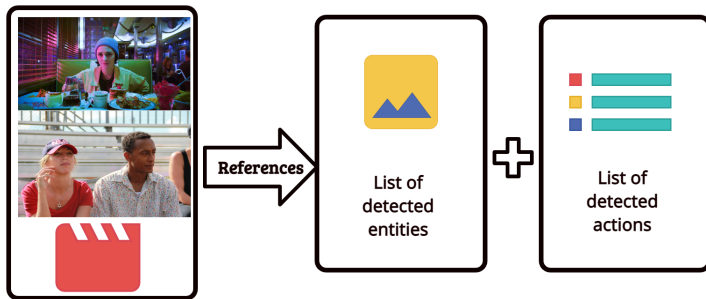 References
List of
detected
entities
List of
detected
actions